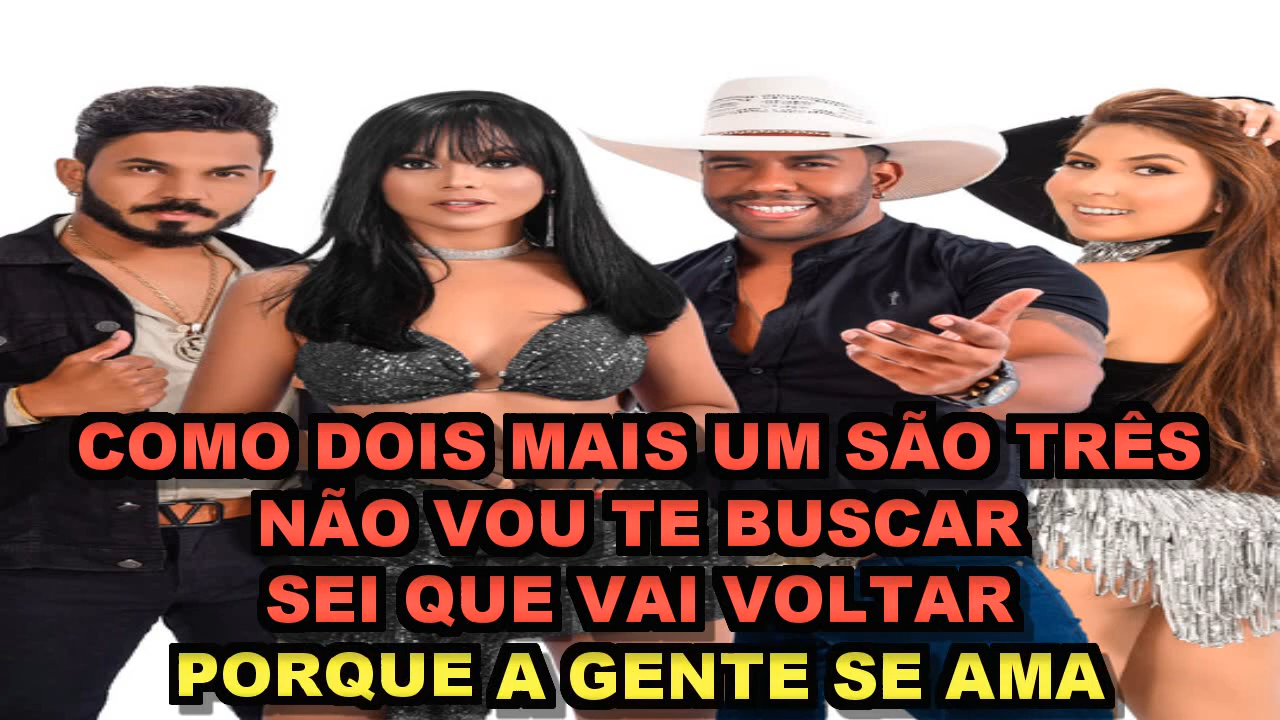 COMO DOIS MAIS UM SÃO TRÊS
NÃO VOU TE BUSCAR
SEI QUE VAI VOLTAR
PORQUE A GENTE SE AMA